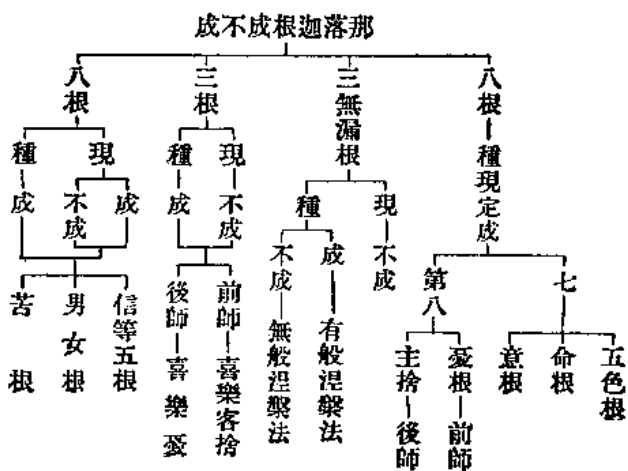 那落迦根成不成
八根
種現定成
七
五色根
命根
意根
第八
憂根
前師
主捨
後師
三無漏根
現
不成
種
成
有般涅槃法
不成
無般涅槃法
三根
現
不成
種
成
前師
喜樂客捨
後師
喜樂憂
八根
現
成
不成
種
成
信等五根
男女根
苦根